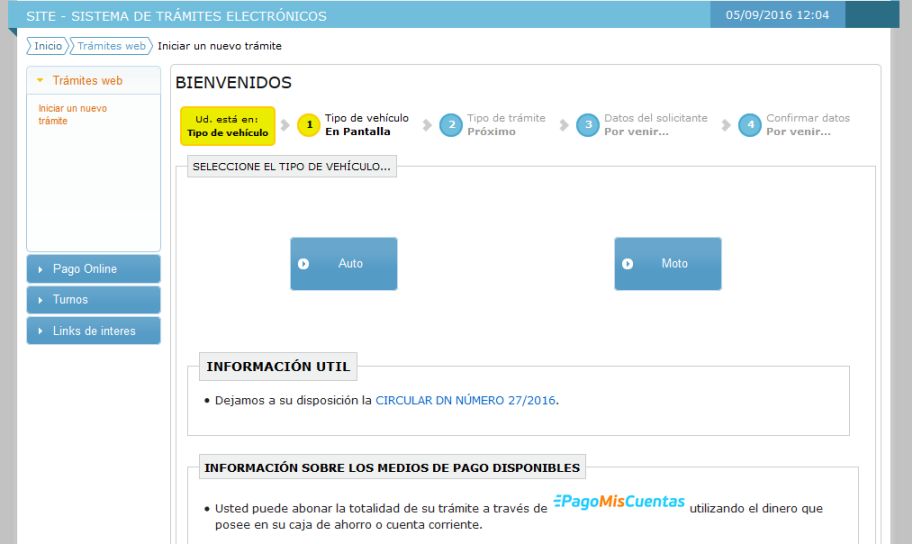 SITE - SISTEMA DE TRÁMITES ELECTRÓNICOS
05/09/2016 12:04
Inicio
Trámites web
Iniciar un nuevo trámite
Trámites web
Iniciar un nuevo
trámite
Pago Online
Turnos
Links de interes
BIENVENIDOS
Ud. está en:
Tipo de vehículo
1
Tipo de vehículo
En Pantalla
2
Tipo de trámite
Próximo
3
Datos del solicitante
Por venir...
4
Confirmar datos
Por venir...
SELECCIONE EL TIPO DE VEHÍCULO...
Auto
Moto
INFORMACIÓN UTIL
• Dejamos a su disposición la CIRCULAR DN NÚMERO 27/2016.
INFORMACIÓN SOBRE LOS MEDIOS DE PAGO DISPONIBLES
• Usted puede abonar la totalidad de su trámite a través de PagoMisCuentas utilizando el dinero que
posee en su caja de ahorro o cuenta corriente.